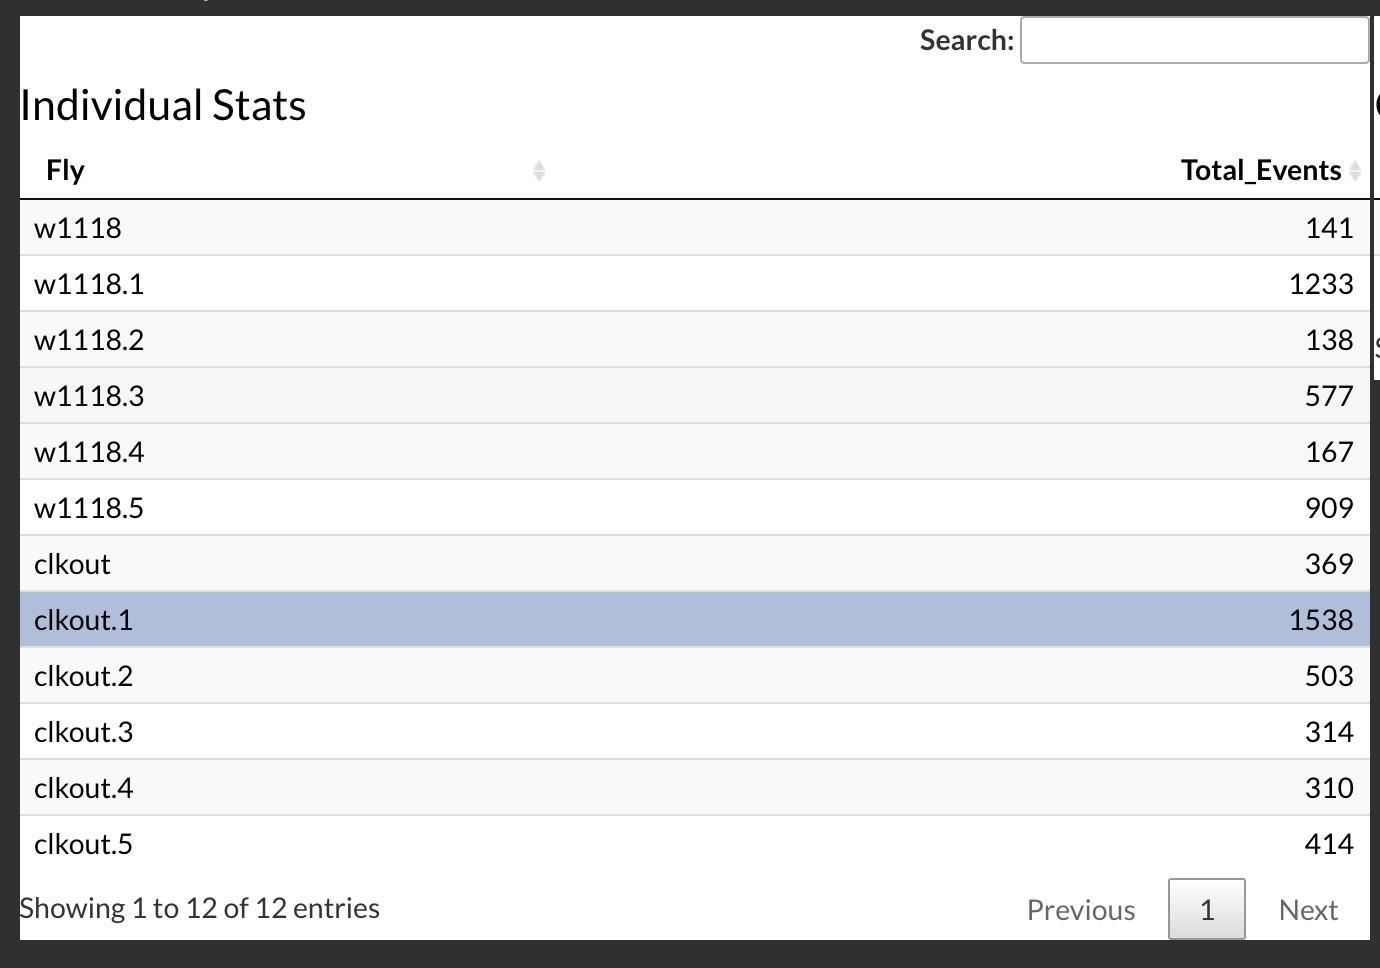 Search:
Individual Stats
Fly Total_Events
w1118 141
w1118.1 1233
w1118.2 138
w1118.3 577
w1118.4 167
w1118.5 909
clkout 369
clkout.1 1538
clkout.2 503
clkout.3 314
clkout.4 310
clkout.5 414
Showing 1 to 12 of 12 entries
Previous 1 Next